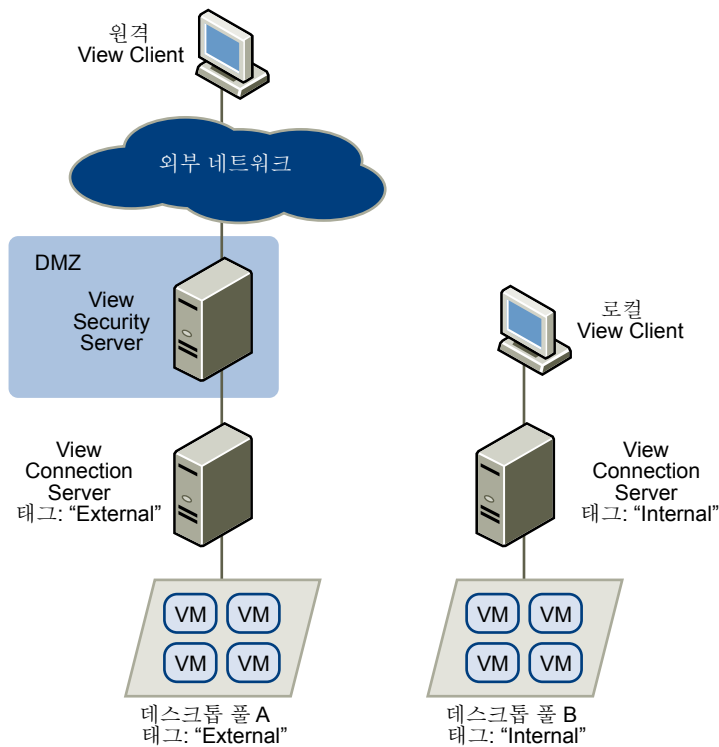 원격
View Client
외부 네트워크
DMZ
View
Security
Server
로컬
View Client
View
Connection
Server
태그: “External”
View
Connection
Server
태그: “Internal”
VM VM
VM VM
VM VM
VM VM
데스크톱 풀 A
태그: “External”
데스크톱 풀 B
태그: “Internal”